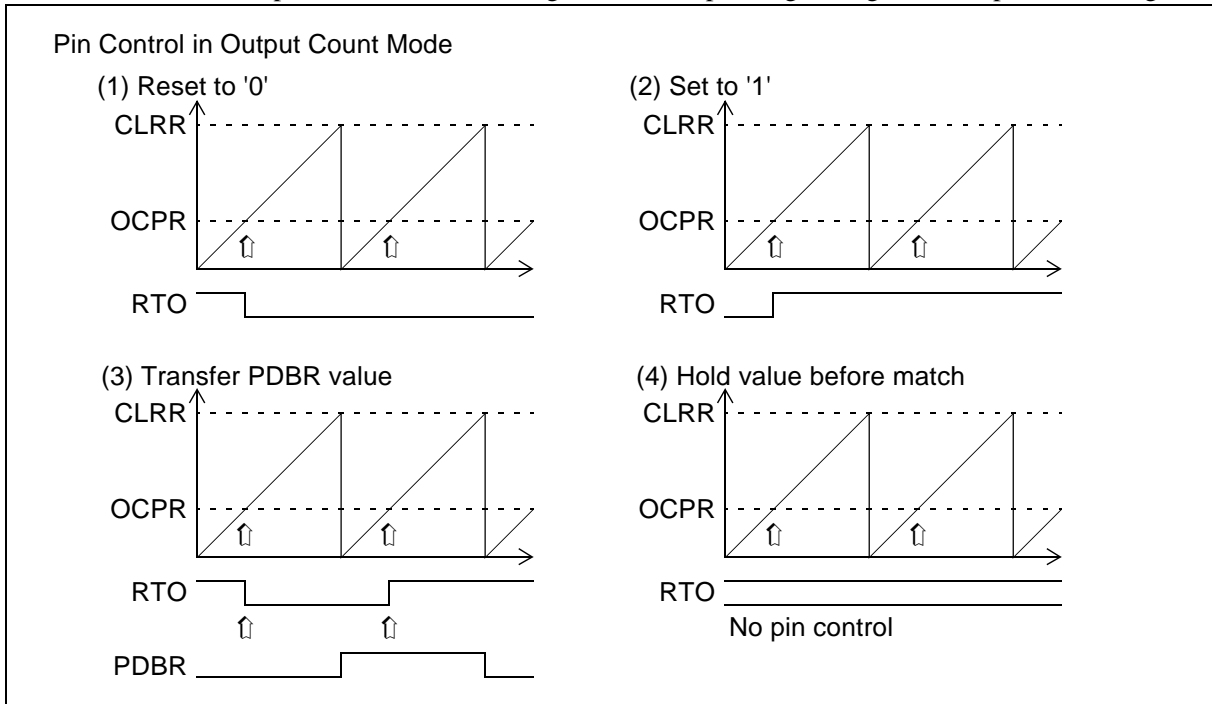 Pin Control in Output Count Mode
(1) Reset to '0'
CLRR
OCPR
RTO
(2) Set to '1'
CLRR
OCPR
RTO
(3) Transfer PDBR value
CLRR
OCPR
RTO
PDBR
(4) Hold value before match
CLRR
OCPR
RTO
No pin control